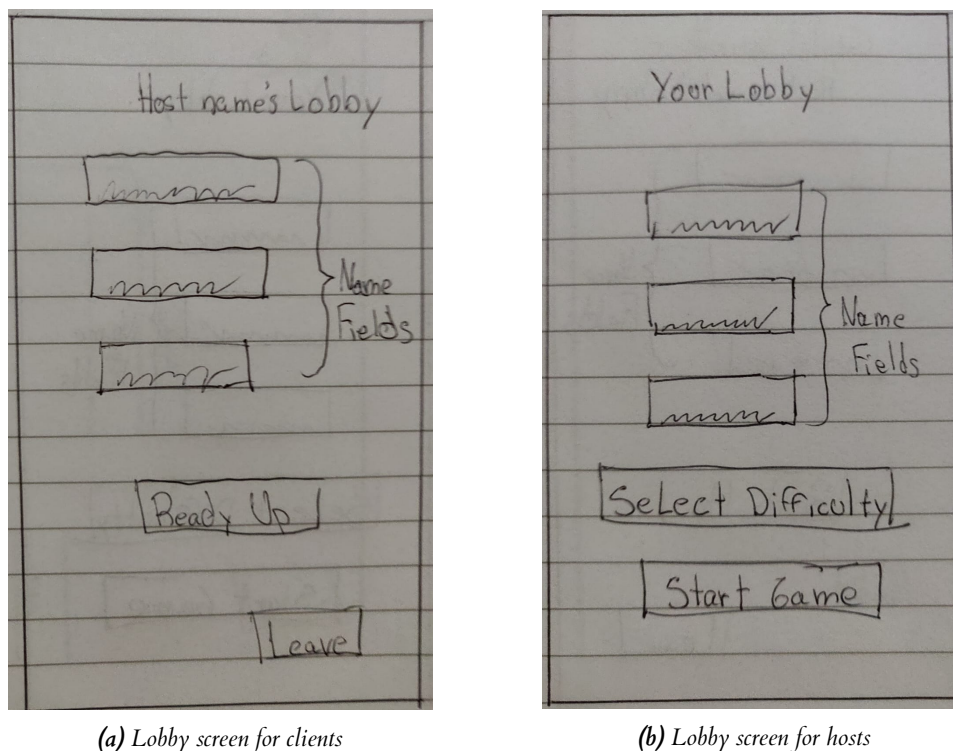 Host name's Lobby
Name
Fields
Ready Up
Leave
(a) Lobby screen for clients
Your Lobby
Name
Fields
Select Difficulty
Start Game
(b) Lobby screen for hosts